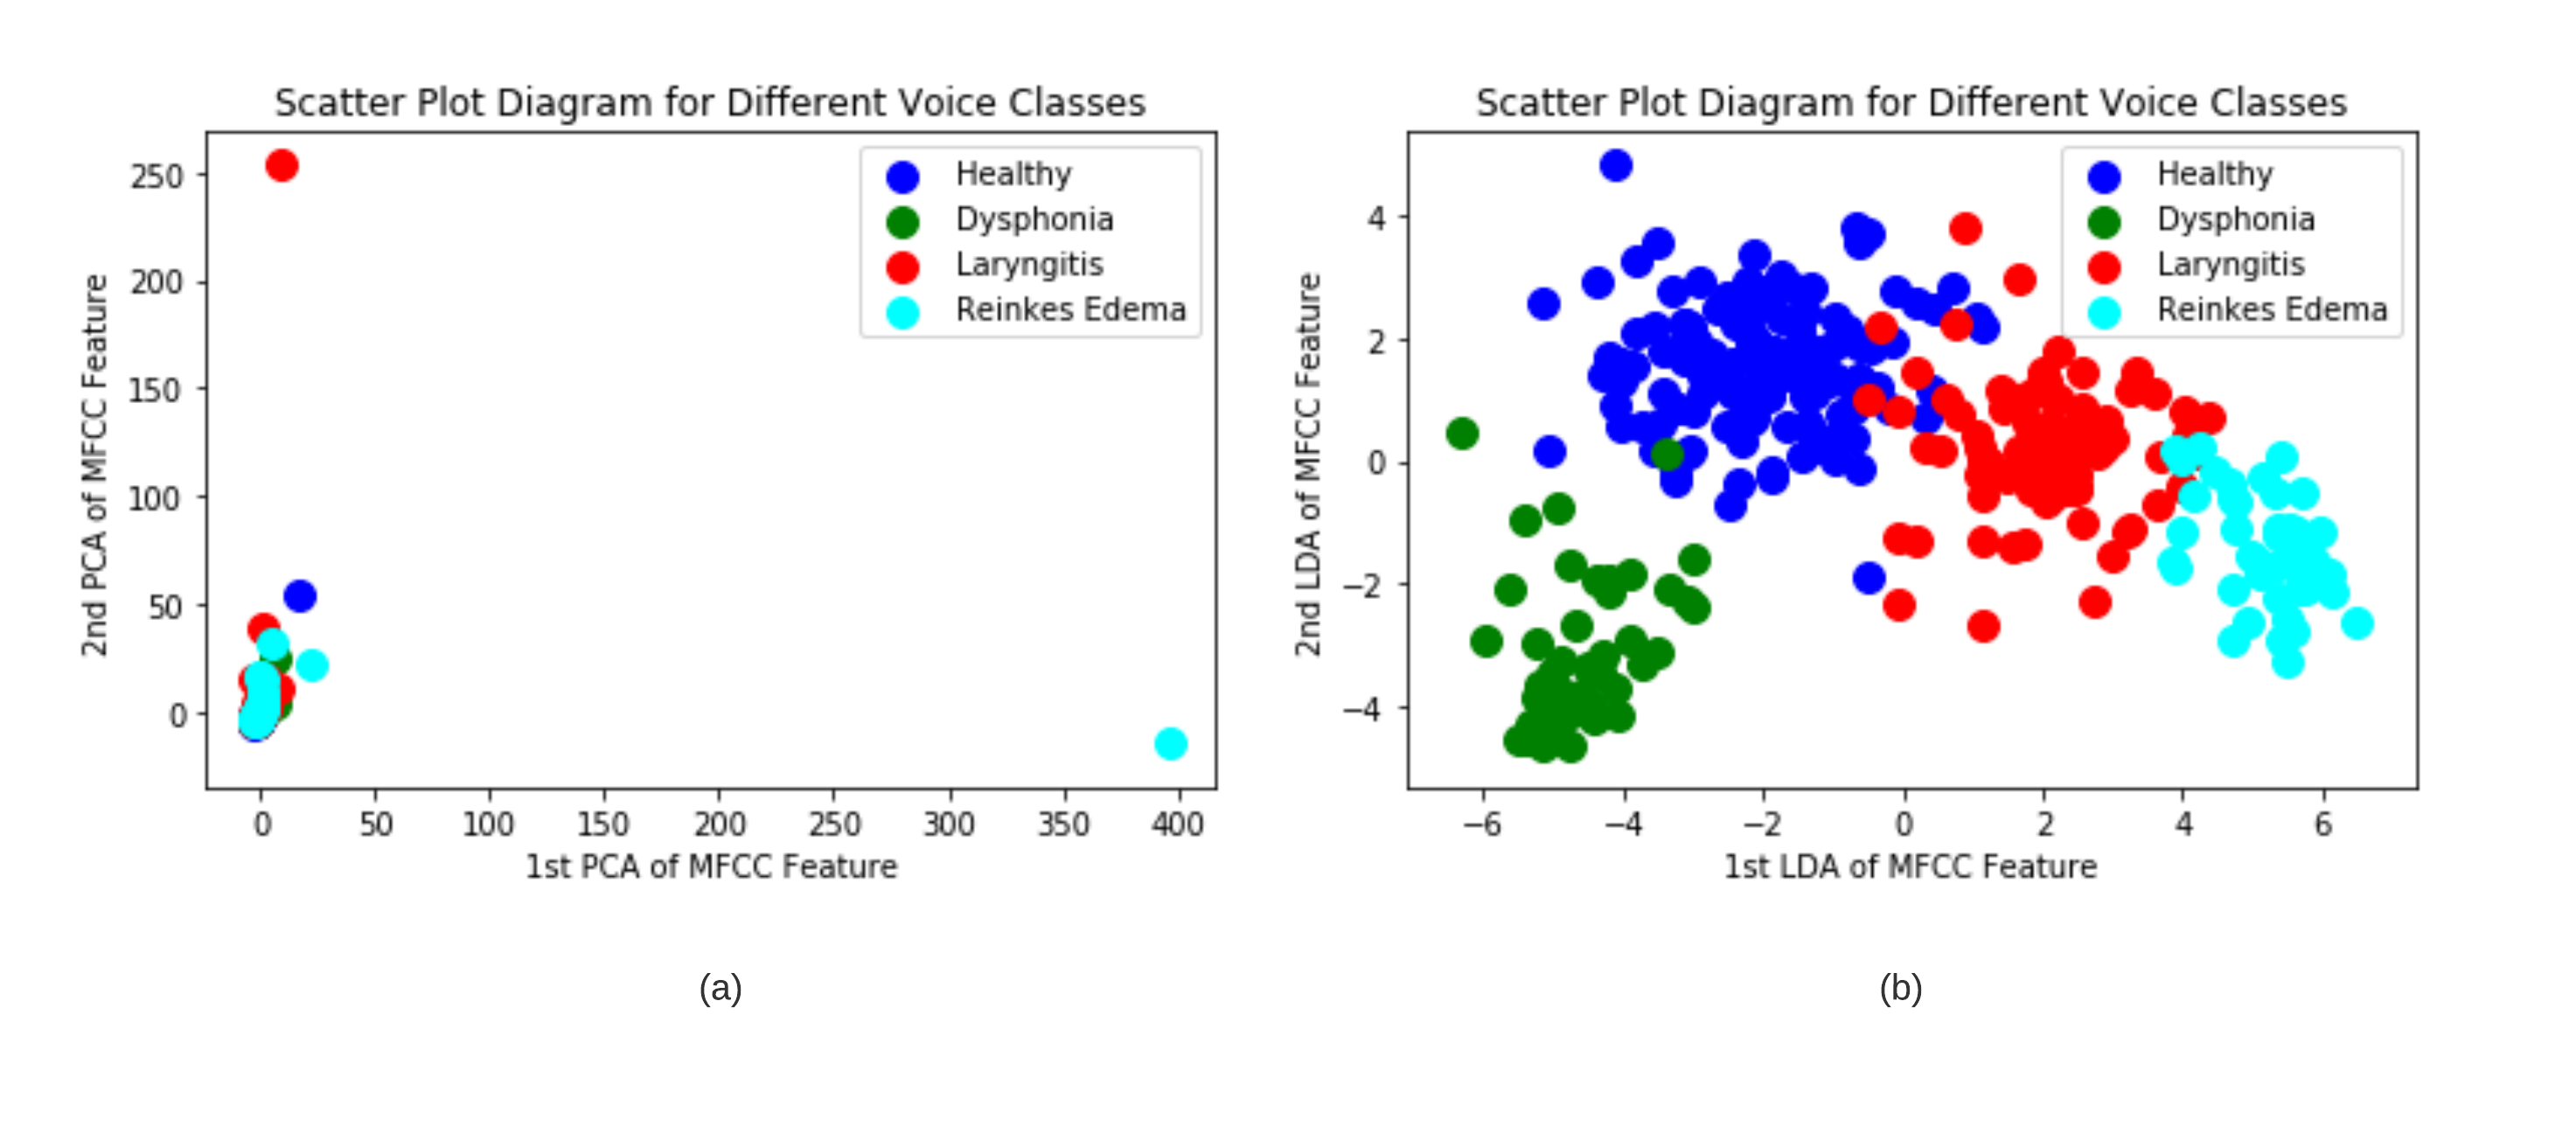 Scatter Plot Diagram for Different Voice Classes
250
200
150
100
50
0
2nd PCA of MFCC Feature
Healthy
Dysphonia
Laryngitis
Reinkes Edema
0 50 100 150 200 250 300 350 400
1st PCA of MFCC Feature
(a)
Scatter Plot Diagram for Different Voice Classes
4
2
0
−2
−4
2nd LDA of MFCC Feature
Healthy
Dysphonia
Laryngitis
Reinkes Edema
−6 −4 −2 0 2 4 6
1st LDA of MFCC Feature
(b)